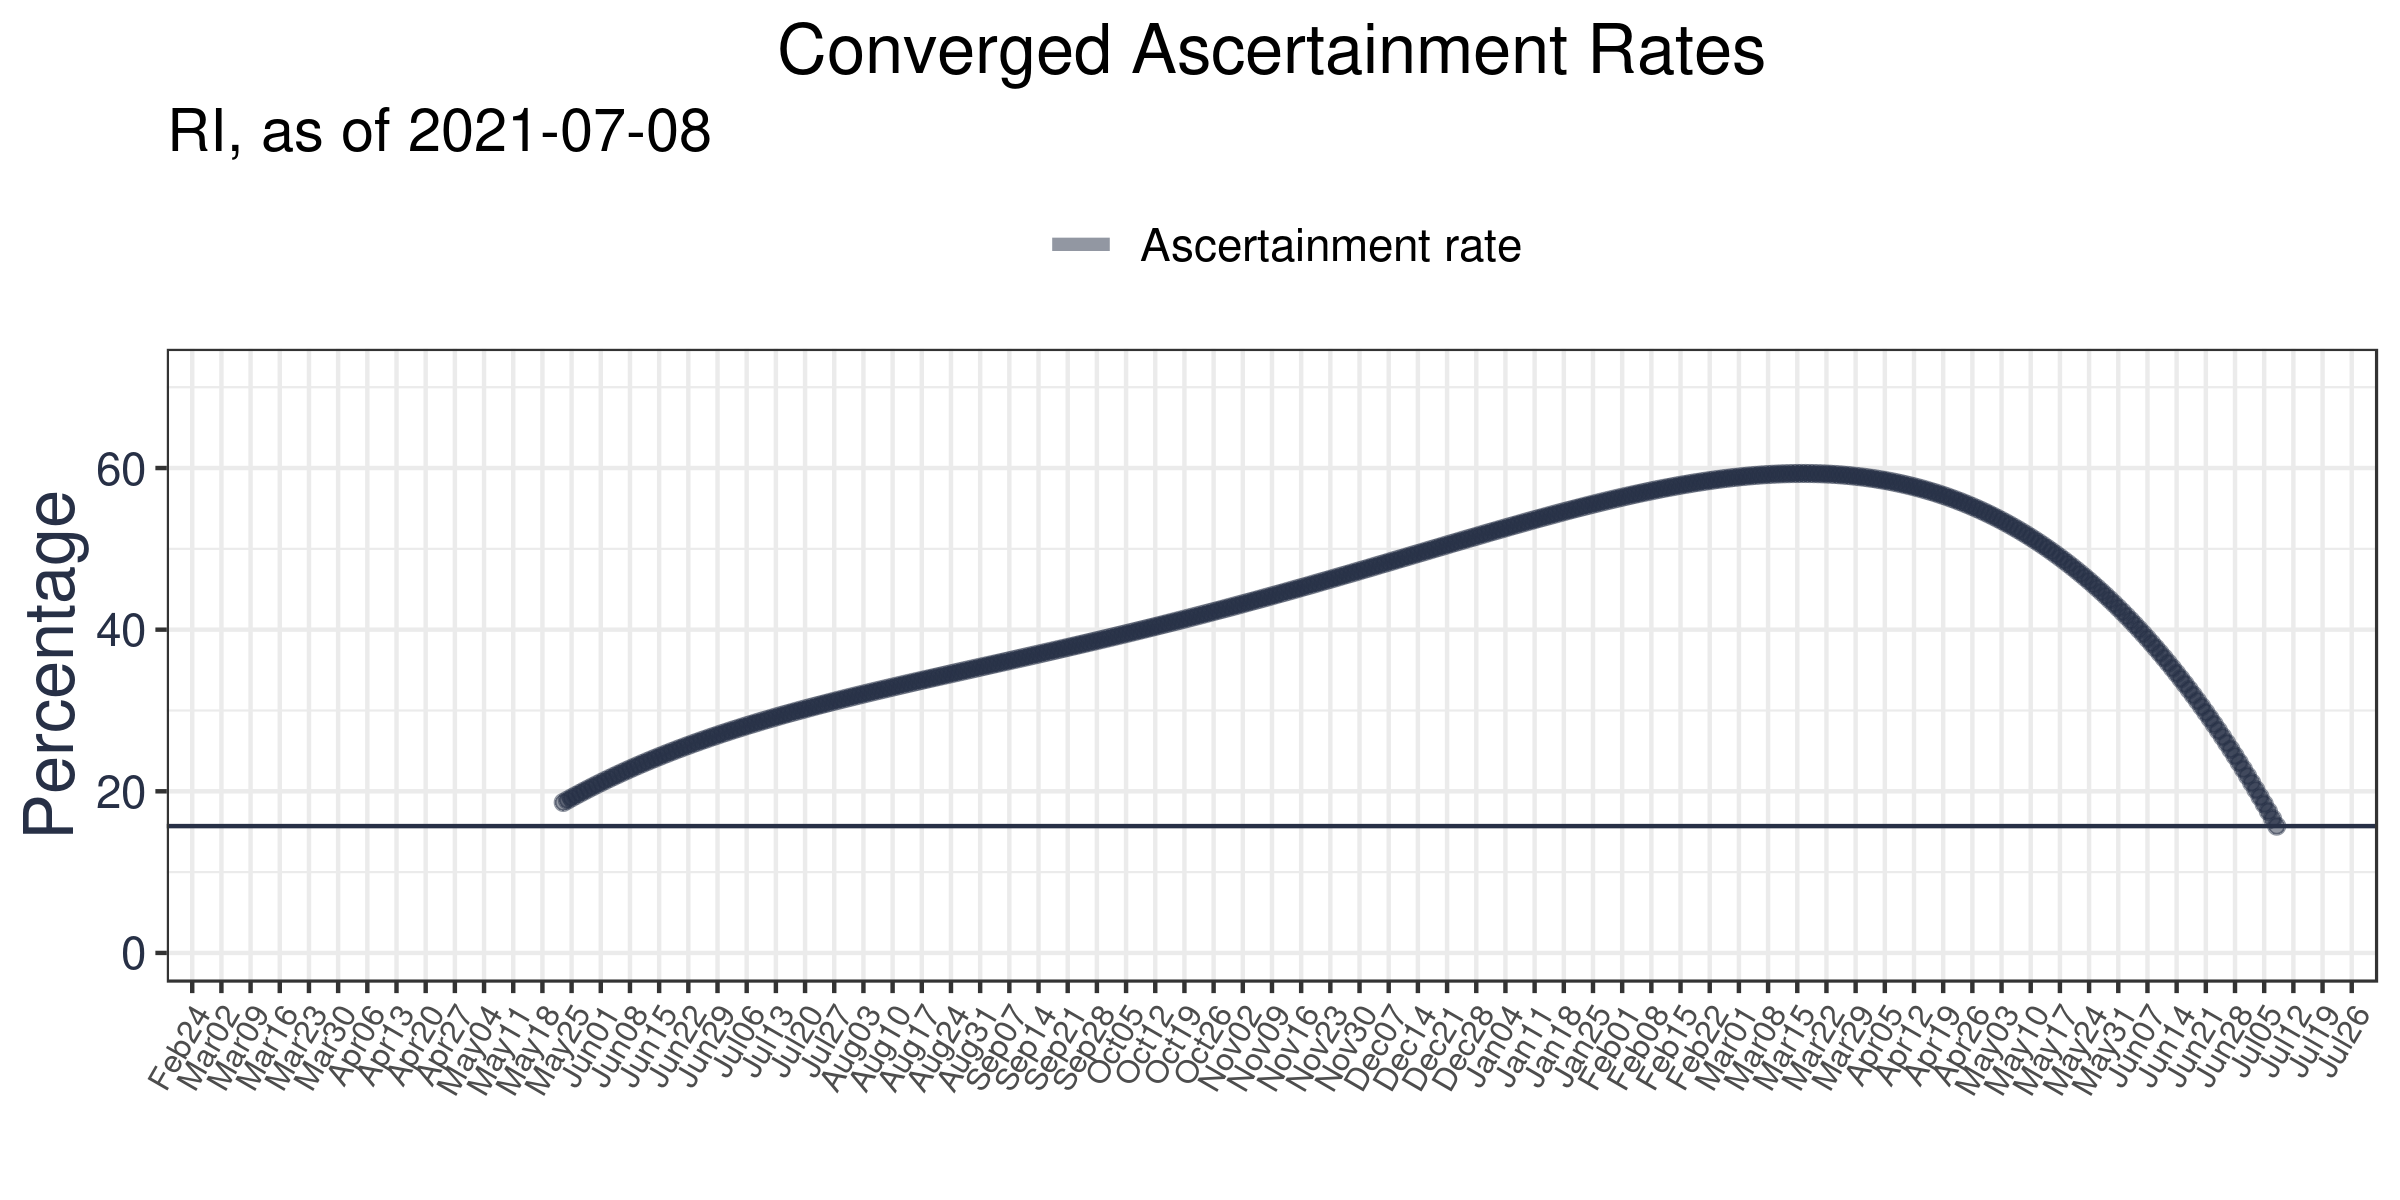 Converged Ascertainment Rates
RI, as of 2021-07-08
Ascertainment rate
Percentage
60
40
20
0
Feb24 Mar02 Mar09 Mar16 Mar23 Mar30 Apr06 Apr13 Apr20 Apr27 May04 May11 May18 May25 Jun01 Jun08 Jun15 Jun22 Jun29 Jul06 Jul13 Jul20 Jul27 Aug03 Aug10 Aug17 Aug24 Aug31 Sep07 Sep14 Sep21 Sep28 Oct05 Oct12 Oct19 Oct26 Nov02 Nov09 Nov16 Nov23 Nov30 Dec07 Dec14 Dec21 Dec28 Jan04 Jan11 Jan18 Jan25 Feb01 Feb08 Feb15 Feb22 Mar01 Mar08 Mar15 Mar22 Mar29 Apr05 Apr12 Apr19 Apr26 May03 May10 May17 May24 May31 Jun07 Jun14 Jun21 Jun28 Jul05 Jul12 Jul19 Jul26